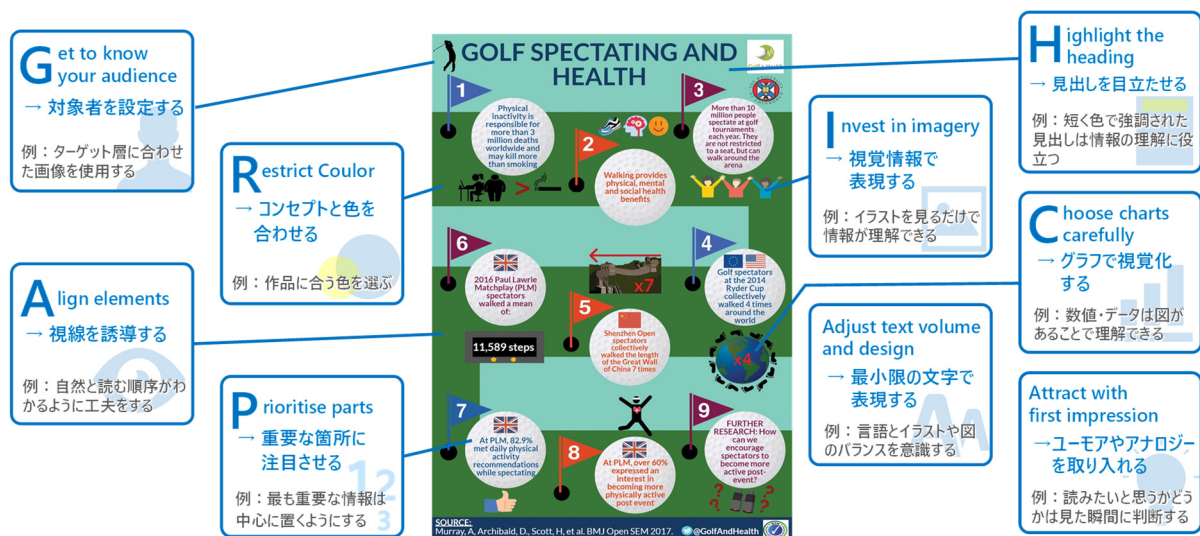 Get to know
your audience
→ 対象者を設定する
例：ターゲット層に合わせ
た画像を使用する
Restrict Coulor
→ コンセプトと色を
合わせる
例：作品に合う色を選ぶ
Align elements
→ 視線を誘導する
例：自然と読む順序がわ
かるように工夫をする
Prioritise parts
→ 重要な箇所に
注目させる
例：最も重要な情報は
中心に置くようにする
12
3
GOLF SPECTATING AND
HEALTH
Golf & Health
1
Physical
inactivity is
responsible for
more than 3
million deaths
worldwide and
may kill more
than smoking
>
2
Walking provides
physical, mental
and social health
benefits
3
More than 10
million people
spectate at golf
tournaments
each year. They
are not restricted
to a seat, but can
walk around the
arena
4
Golf spectators
at the 2014
Ryder Cup
collectively
walked 4 times
around the
world
x4
5
Shenzhen Open
spectators
collectively
walked the length
of the Great Wall
of China 7 times
x7
6
2016 Paul Lawrie
Matchplay (PLM)
spectators
walked a mean
of:
11,589 steps
7
At PLM, 82.9%
met daily physical
activity
recommendations
while spectating
8
At PLM, over 60%
expressed an
interest in
becoming more
physically active
post event
9
FURTHER
RESEARCH: How
can we
encourage
spectators to
become more
active post-
event?
? ? ? ?
SOURCE:
Murray, A, Archibald, D., Scott, H, et al. BMJ Open SEM 2017.
@GolfAndHealth
Highlight the
heading
→ 見出しを目立たせる
例：短く色で強調された
見出しは情報の理解に役
立つ
Invest in imagery
→ 視覚情報で
表現する
例：イラストを見るだけで
情報が理解できる
Choose charts
carefully
→ グラフで視覚化
する
例：数値・データは図が
あることで理解できる
Adjust text volume
and design
→ 最小限の文字で
表現する
例：言語とイラストや図
のバランスを意識する
AA
Attract with
first impression
→ユーモアやアナロジー
を取り入れる
例：読みたいと思うかどう
かは見た瞬間に判断する